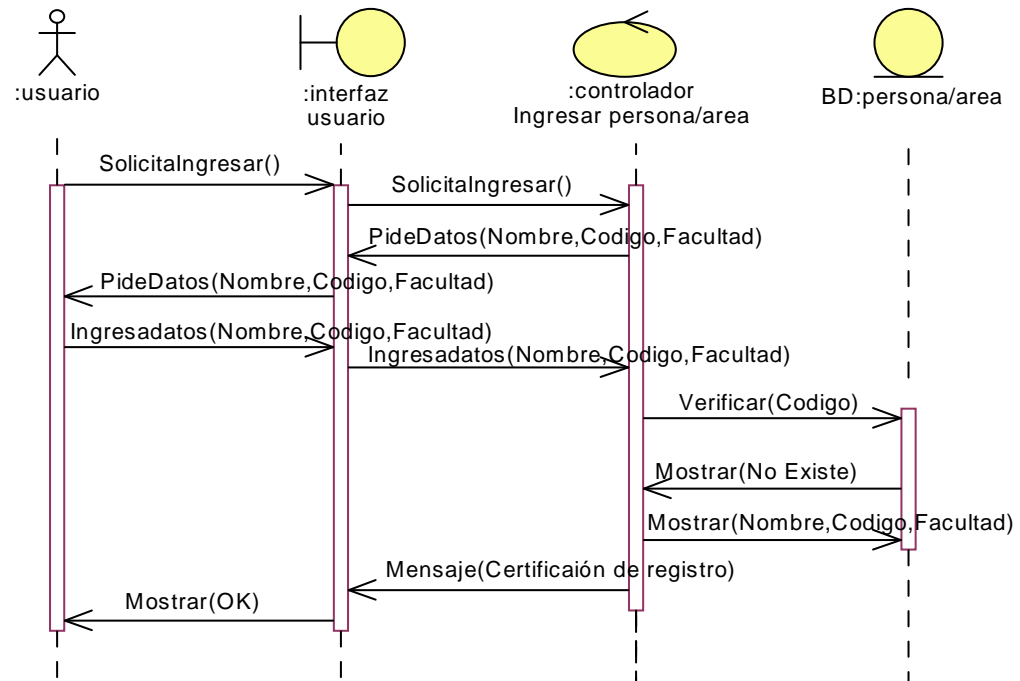 :usuario
:interfaz
usuario
:controlador
Ingresar persona/area
BD:persona/area
SolicitaIngresar()
SolicitaIngresar()
PideDatos(Nombre,Codigo,Facultad)
PideDatos(Nombre,Codigo,Facultad)
Ingresadatos(Nombre,Codigo,Facultad)
Ingresadatos(Nombre,Codigo,Facultad)
Verificar(Codigo)
Mostrar(No Existe)
Mostrar(Nombre,Codigo,Facultad)
Mensaje(Certificaión de registro)
Mostrar(OK)